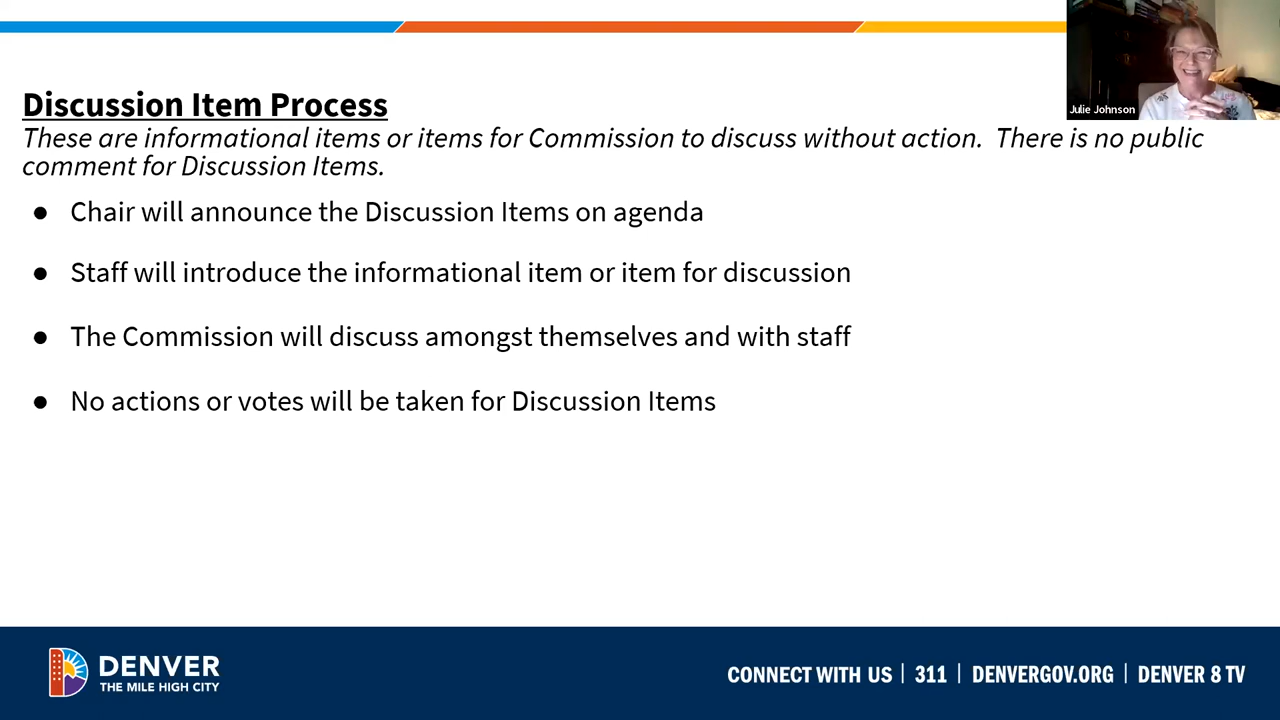 Julie Johnson
Discussion Item Process
These are informational items or items for Commission to discuss without action.  There is no public
comment for Discussion Items.
● Chair will announce the Discussion Items on agenda
● Staff will introduce the informational item or item for discussion
● The Commission will discuss amongst themselves and with staff
● No actions or votes will be taken for Discussion Items
DENVER
THE MILE HIGH CITY
CONNECT WITH US | 311 | DENVERGOV.ORG | DENVER 8 TV